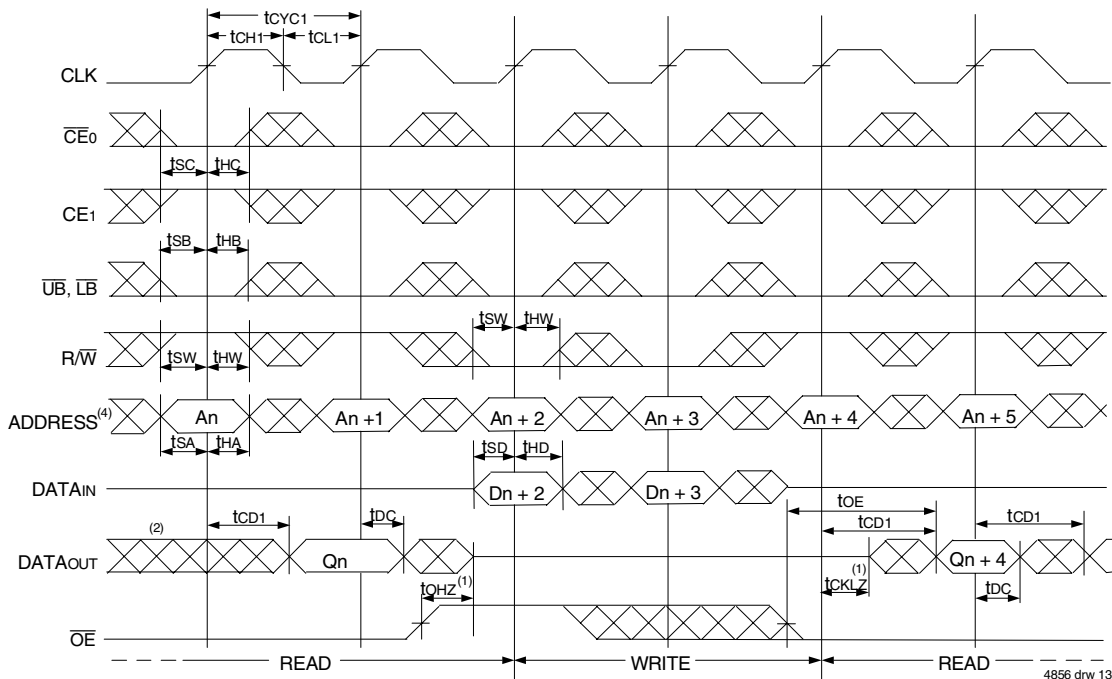 tCYC1
tCH1 tCL1
CLK
CE0
tSC tHC
CE1
tSB tHB
UB, LB
tSW tHW
R/W
tSW tHW
ADDRESS(4) An An +1 An + 2 An + 3 An + 4 An + 5
tSA tHA
tSD tHD
DATAIN Dn + 2 Dn + 3
tOE
(2) tCD1 tDC tCD1 tCD1
DATAOUT Qn Qn + 4
tOHZ(1) tCKLZ(1) tDC
OE
READ WRITE READ
4856 drw 13